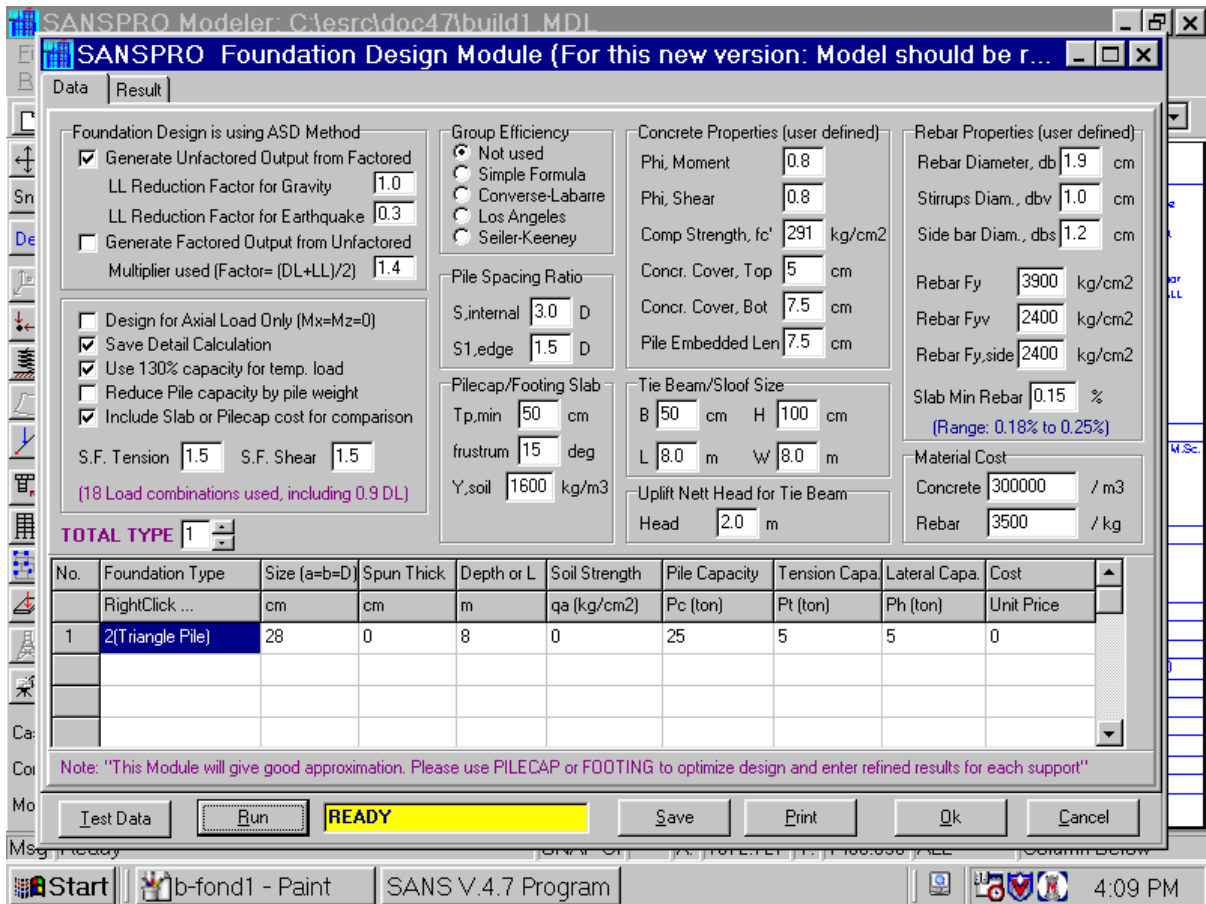 SANSPRO Modeler: C:\esrc\doc47\build1.MDL
SANSPRO Foundation Design Module (For this new version: Model should be r...
Data Result
Foundation Design is using ASD Method
Generate Unfactored Output from Factored
LL Reduction Factor for Gravity 1.0
LL Reduction Factor for Earthquake 0.3
Generate Factored Output from Unfactored
Multiplier used (Factor= (DL+LL)/2) 1.4
Design for Axial Load Only (Mx=Mz=0)
Save Detail Calculation
Use 130% capacity for temp. load
Reduce Pile capacity by pile weight
Include Slab or Pilecap cost for comparison
S.F. Tension 1.5 S.F. Shear 1.5
(18 Load combinations used, including 0.9 DL)
TOTAL TYPE 1
Group Efficiency
Not used
Simple Formula
Converse-Labarre
Los Angeles
Seiler-Keeney
Pile Spacing Ratio
S,internal 3.0 D
S1,edge 1.5 D
Pilecap/Footing Slab
Tp,min 50 cm
frustrum 15 deg
Y,soil 1600 kg/m3
Concrete Properties (user defined)
Phi, Moment 0.8
Phi, Shear 0.8
Comp Strength, fc' 291 kg/cm2
Concr. Cover, Top 5 cm
Concr. Cover, Bot 7.5 cm
Pile Embedded Len 7.5 cm
Tie Beam/Sloof Size
B 50 cm H 100 cm
L 8.0 m W 8.0 m
Uplift Nett Head for Tie Beam
Head 2.0 m
Rebar Properties (user defined)
Rebar Diameter, db 1.9 cm
Stirrups Diam., dbv 1.0 cm
Side bar Diam., dbs 1.2 cm
Rebar Fy 3900 kg/cm2
Rebar Fyv 2400 kg/cm2
Rebar Fy,side 2400 kg/cm2
Slab Min Rebar 0.15 %
(Range: 0.18% to 0.25%)
Material Cost
Concrete 300000 / m3
Rebar 3500 / kg
No. Foundation Type Size (a=b=D) Spun Thick Depth or L Soil Strength Pile Capacity Tension Capa. Lateral Capa. Cost
RightClick ... cm cm m qa (kg/cm2) Pc (ton) Pt (ton) Ph (ton) Unit Price
1 2(Triangle Pile) 28 0 8 0 25 5 5 0
Note: "This Module will give good approximation. Please use PILECAP or FOOTING to optimize design and enter refined results for each support"
Test Data Run READY Save Print Ok Cancel
M.Sc.
Start b-fond1 - Paint SANS V.4.7 Program 4:09 PM